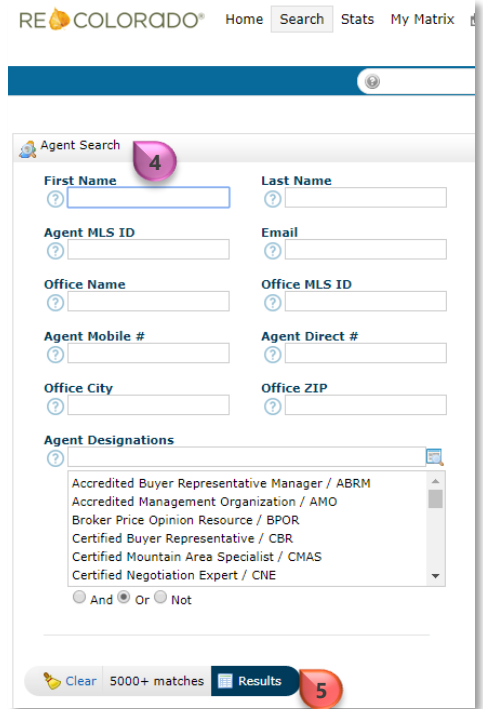 RECOLORADO® Home Search Stats My Matrix
Agent Search
4
First Name Last Name
Agent MLS ID Email
Office Name Office MLS ID
Agent Mobile # Agent Direct #
Office City Office ZIP
Agent Designations
Accredited Buyer Representative Manager / ABRM
Accredited Management Organization / AMO
Broker Price Opinion Resource / BPOR
Certified Buyer Representative / CBR
Certified Mountain Area Specialist / CMAS
Certified Negotiation Expert / CNE
And Or Not
Clear 5000+ matches Results 5